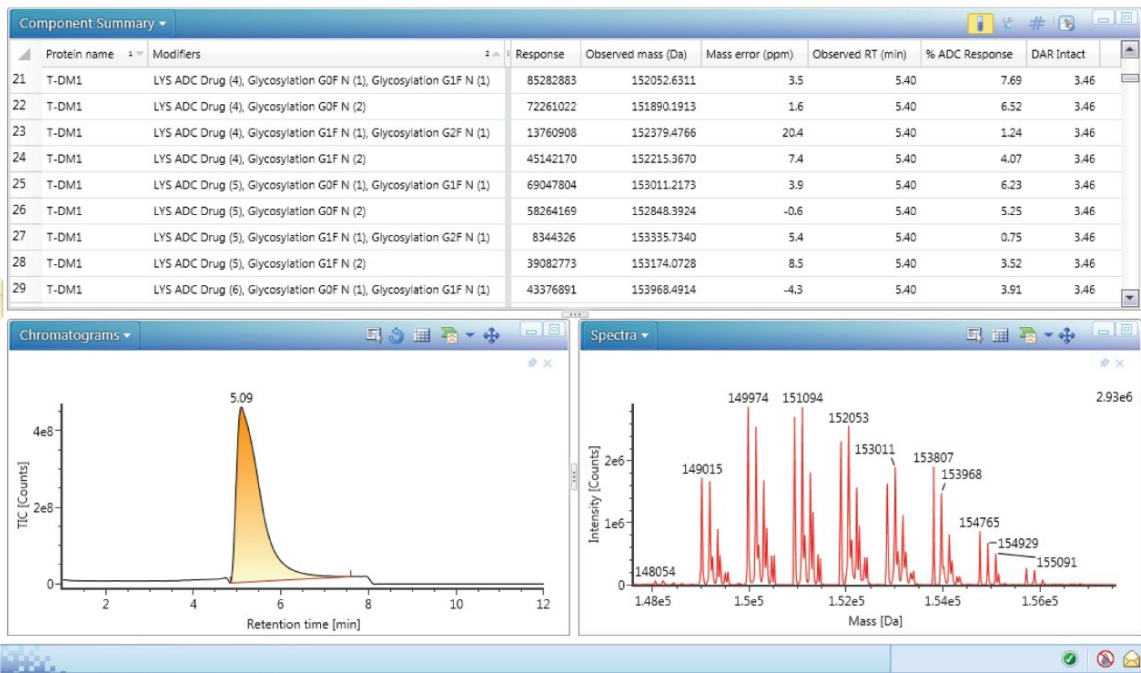 Component Summary
Protein name 1 Modifiers 2 Response Observed mass (Da) Mass error (ppm) Observed RT (min) % ADC Response DAR Intact
21 T-DM1 LYS ADC Drug (4), Glycosylation G0F N (1), Glycosylation G1F N (1) 85282883 152052.6311 3.5 5.40 7.69 3.46
22 T-DM1 LYS ADC Drug (4), Glycosylation G0F N (2) 72261022 151890.1913 1.6 5.40 6.52 3.46
23 T-DM1 LYS ADC Drug (4), Glycosylation G1F N (1), Glycosylation G2F N (1) 13760908 152379.4766 20.4 5.40 1.24 3.46
24 T-DM1 LYS ADC Drug (4), Glycosylation G1F N (2) 45142170 152215.3670 7.4 5.40 4.07 3.46
25 T-DM1 LYS ADC Drug (5), Glycosylation G0F N (1), Glycosylation G1F N (1) 69047804 153011.2173 3.9 5.40 6.23 3.46
26 T-DM1 LYS ADC Drug (5), Glycosylation G0F N (2) 58264169 152848.3924 -0.6 5.40 5.25 3.46
27 T-DM1 LYS ADC Drug (5), Glycosylation G1F N (1), Glycosylation G2F N (1) 8344326 153335.7340 5.4 5.40 0.75 3.46
28 T-DM1 LYS ADC Drug (5), Glycosylation G1F N (2) 39082773 153174.0728 8.5 5.40 3.52 3.46
29 T-DM1 LYS ADC Drug (6), Glycosylation G0F N (1), Glycosylation G1F N (1) 43376891 153968.4914 -4.3 5.40 3.91 3.46
Chromatograms
5.09
4e8
2e8
0
TIC [Counts]
2 4 6 8 10 12
Retention time [min]
Spectra
2.93e6
149974 151094
152053
153011
153807
153968
149015
154765
154929
155091
148054
2e6
1e6
0
Intensity [Counts]
1.48e5 1.5e5 1.52e5 1.54e5 1.56e5
Mass [Da]